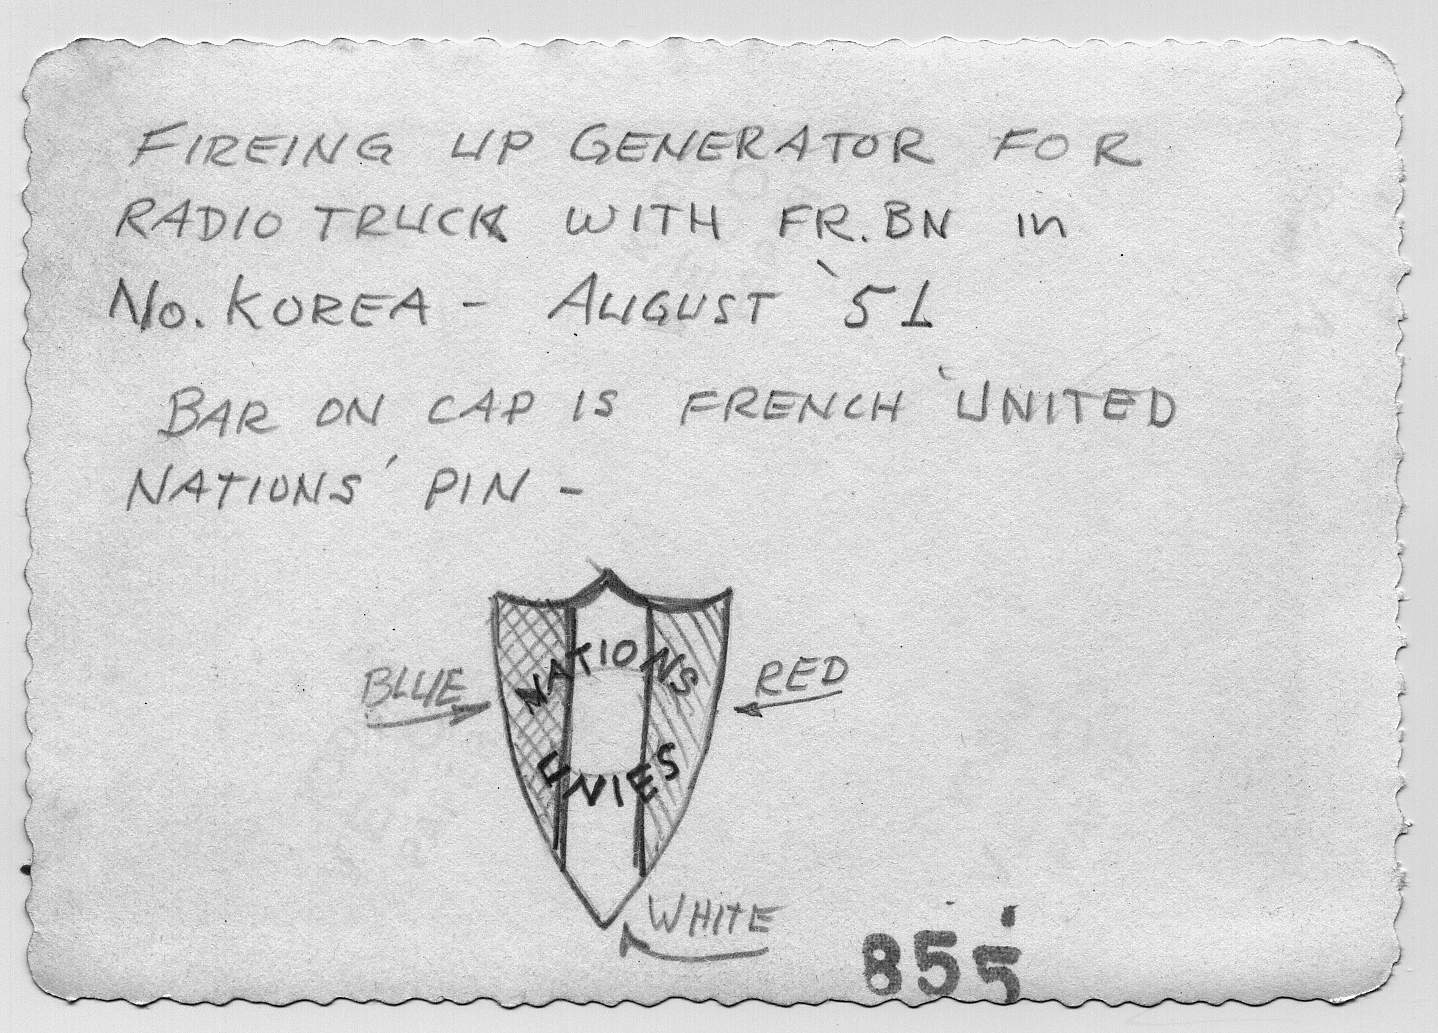 FIREING UP GENERATOR FOR
RADIO TRUCK WITH FR. BN in
No. KOREA - AUGUST '51
BAR ON CAP IS FRENCH 'UNITED
NATIONS' PIN -
NATIONS
BLUE
RED
UNIES
WHITE
855